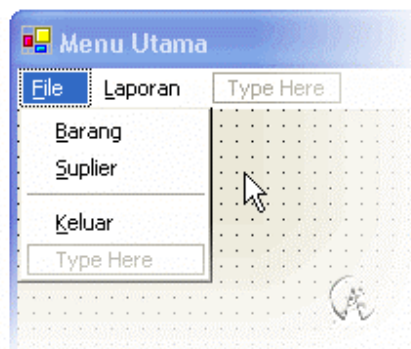 Menu Utama
File Laporan Type Here
Barang
Suplier
Keluar
Type Here